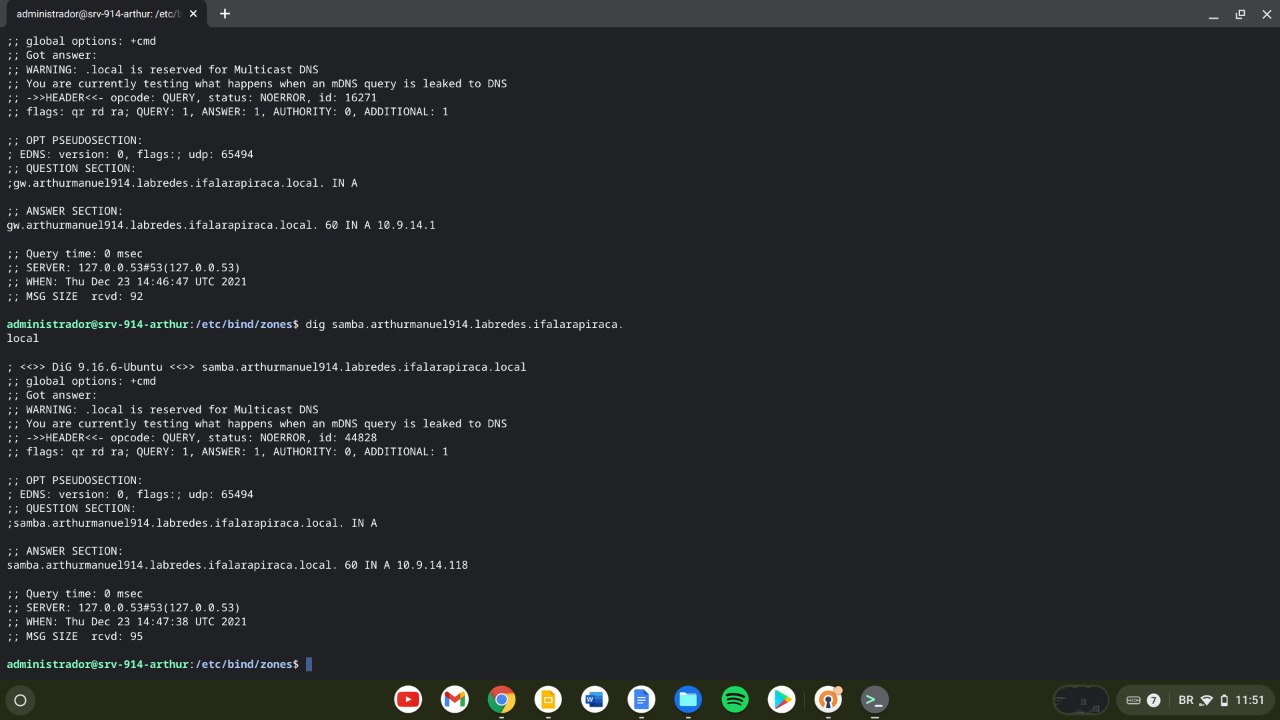 administrador@srv-914-arthur: /etc/b
;; global options: +cmd
;; Got answer:
;; WARNING: .local is reserved for Multicast DNS
;; You are currently testing what happens when an mDNS query is leaked to DNS
;; ->>HEADER<<- opcode: QUERY, status: NOERROR, id: 16271
;; flags: qr rd ra; QUERY: 1, ANSWER: 1, AUTHORITY: 0, ADDITIONAL: 1
;; OPT PSEUDOSECTION:
; EDNS: version: 0, flags:; udp: 65494
;; QUESTION SECTION:
;gw.arthurmanuel914.labredes.ifalarapiraca.local. IN A
;; ANSWER SECTION:
gw.arthurmanuel914.labredes.ifalarapiraca.local. 60 IN A 10.9.14.1
;; Query time: 0 msec
;; SERVER: 127.0.0.53#53(127.0.0.53)
;; WHEN: Thu Dec 23 14:46:47 UTC 2021
;; MSG SIZE  rcvd: 92
administrador@srv-914-arthur:/etc/bind/zones$ dig samba.arthurmanuel914.labredes.ifalarapiraca.
local
; <<>> DiG 9.16.6-Ubuntu <<>> samba.arthurmanuel914.labredes.ifalarapiraca.local
;; global options: +cmd
;; Got answer:
;; WARNING: .local is reserved for Multicast DNS
;; You are currently testing what happens when an mDNS query is leaked to DNS
;; ->>HEADER<<- opcode: QUERY, status: NOERROR, id: 44828
;; flags: qr rd ra; QUERY: 1, ANSWER: 1, AUTHORITY: 0, ADDITIONAL: 1
;; OPT PSEUDOSECTION:
; EDNS: version: 0, flags:; udp: 65494
;; QUESTION SECTION:
;samba.arthurmanuel914.labredes.ifalarapiraca.local. IN A
;; ANSWER SECTION:
samba.arthurmanuel914.labredes.ifalarapiraca.local. 60 IN A 10.9.14.118
;; Query time: 0 msec
;; SERVER: 127.0.0.53#53(127.0.0.53)
;; WHEN: Thu Dec 23 14:47:38 UTC 2021
;; MSG SIZE  rcvd: 95
administrador@srv-914-arthur:/etc/bind/zones$
7 BR 11:51